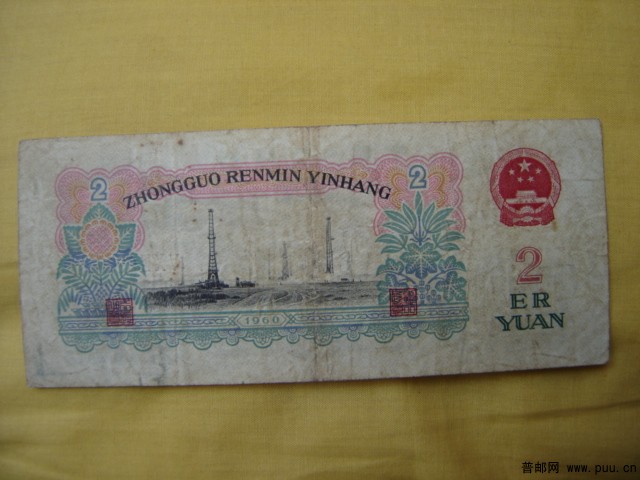 2
2
ZHONGGUO RENMIN YINHANG
2
ER
YUAN
1960
普邮网 www.puu.cn